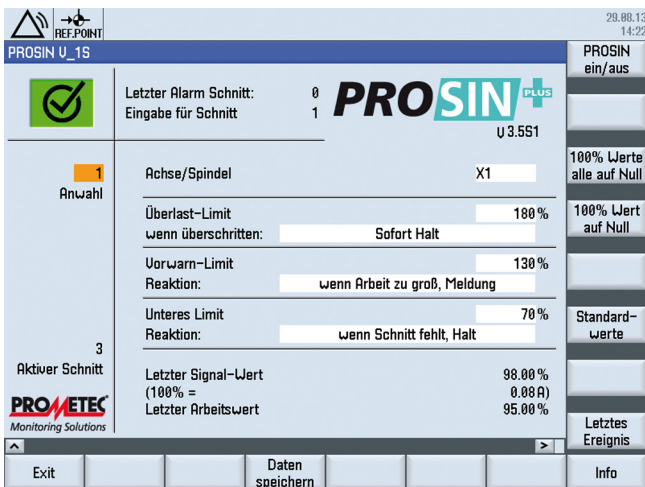 REF.POINT
29.08.13
14:22
PROSIN V_1S
PROSIN
ein/aus
Letzter Alarm Schnitt: 0
Eingabe für Schnitt 1
PROSIN PLUS
V 3.5S1
1
Anwahl
Achse/Spindel X1
100% Werte
alle auf Null
Überlast-Limit 180%
wenn überschritten: Sofort Halt
100% Wert
auf Null
Vorwarn-Limit 130%
Reaktion: wenn Arbeit zu groß, Meldung
Unteres Limit 70%
Reaktion: wenn Schnitt fehlt, Halt
Standard-
werte
3
Aktiver Schnitt
Letzter Signal-Wert 98.00%
(100% = 0.08A)
Letzter Arbeitswert 95.00%
PROMETEC
Monitoring Solutions
Letztes
Ereignis
Exit
Daten
speichern
Info